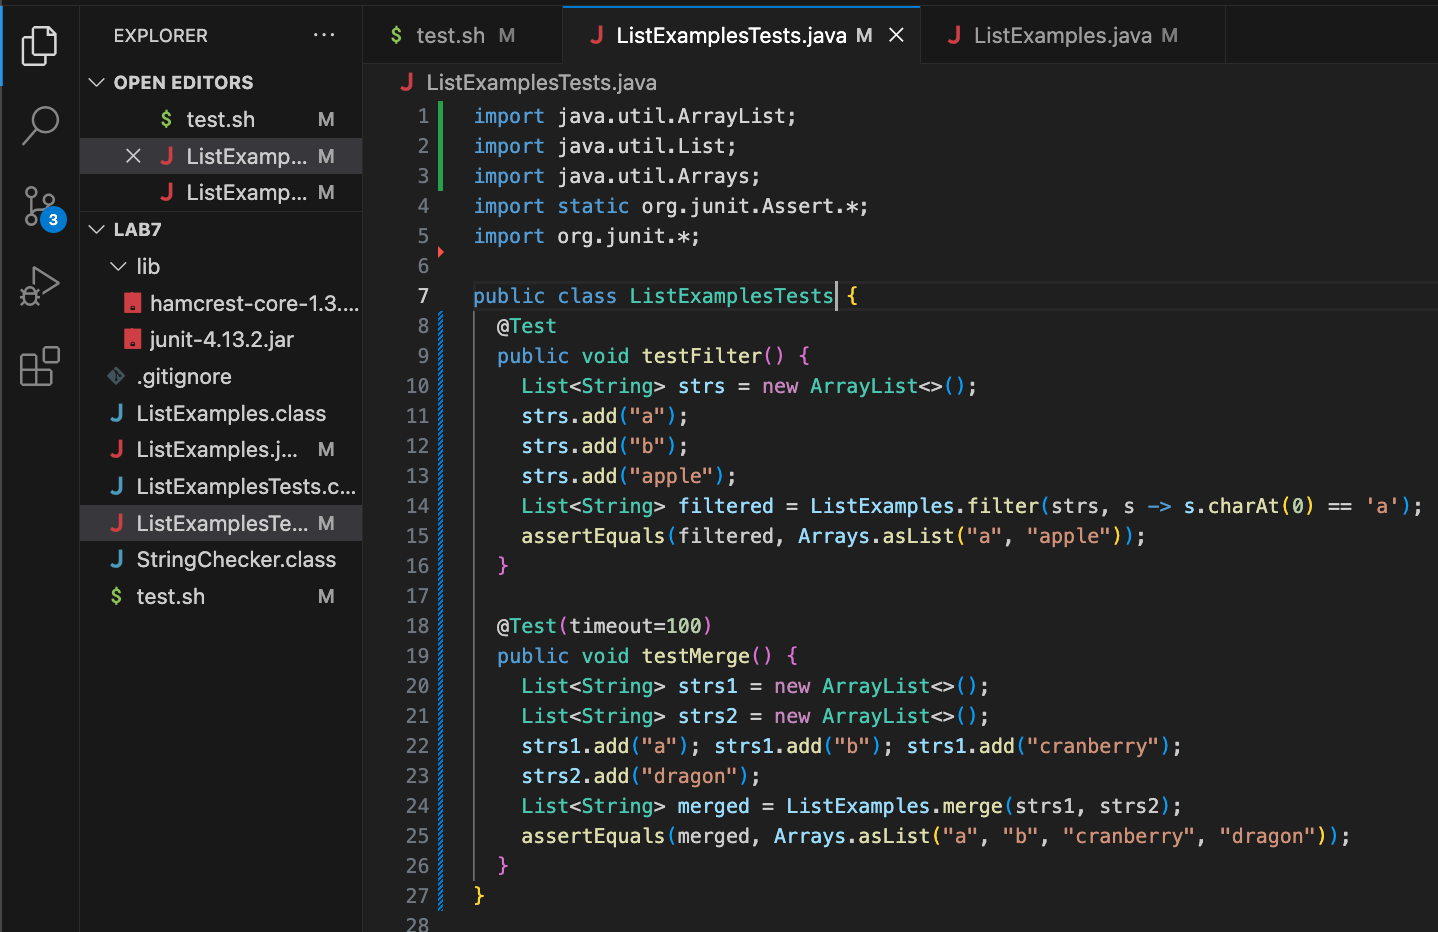 EXPLORER
...
OPEN EDITORS
$ test.sh M
ListExamp... M
ListExamp... M
LAB7
lib
hamcrest-core-1.3....
junit-4.13.2.jar
.gitignore
ListExamples.class
ListExamples.j... M
ListExamplesTests.c...
ListExamplesTe... M
StringChecker.class
$ test.sh M
3
$ test.sh M
ListExamplesTests.java M
ListExamples.java M
ListExamplesTests.java
1 import java.util.ArrayList;
2 import java.util.List;
3 import java.util.Arrays;
4 import static org.junit.Assert.*;
5 import org.junit.*;
6
7 public class ListExamplesTests {
8   @Test
9   public void testFilter() {
10     List<String> strs = new ArrayList<>();
11     strs.add("a");
12     strs.add("b");
13     strs.add("apple");
14     List<String> filtered = ListExamples.filter(strs, s -> s.charAt(0) == 'a');
15     assertEquals(filtered, Arrays.asList("a", "apple"));
16   }
17
18   @Test(timeout=100)
19   public void testMerge() {
20     List<String> strs1 = new ArrayList<>();
21     List<String> strs2 = new ArrayList<>();
22     strs1.add("a"); strs1.add("b"); strs1.add("cranberry");
23     strs2.add("dragon");
24     List<String> merged = ListExamples.merge(strs1, strs2);
25     assertEquals(merged, Arrays.asList("a", "b", "cranberry", "dragon"));
26   }
27 }
28